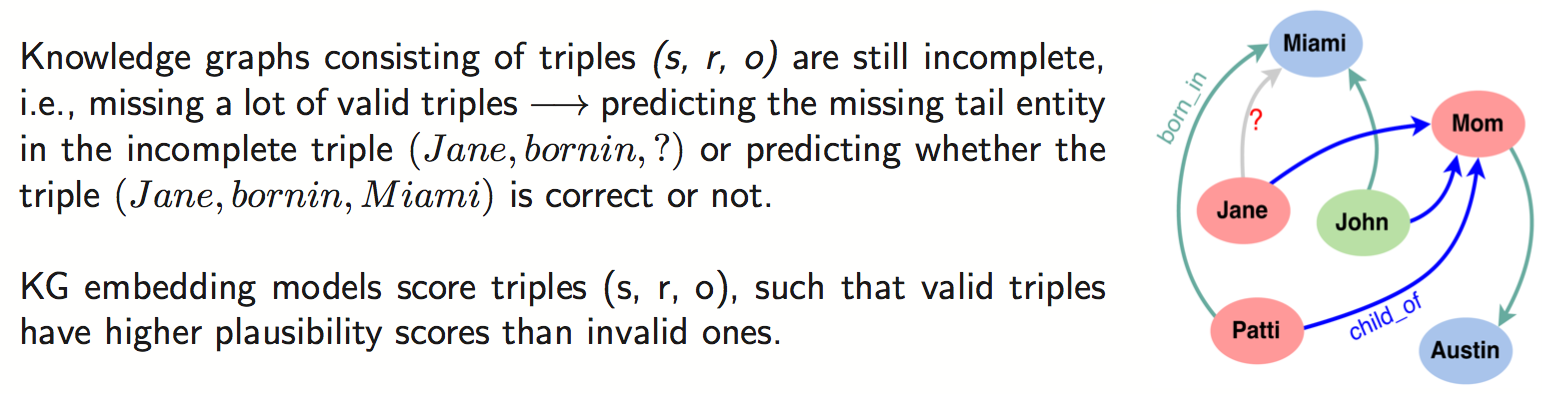 Knowledge graphs consisting of triples (s, r, o) are still incomplete,
i.e., missing a lot of valid triples ⟶ predicting the missing tail entity
in the incomplete triple (Jane, bornin, ?) or predicting whether the
triple (Jane, bornin, Miami) is correct or not.
KG embedding models score triples (s, r, o), such that valid triples
have higher plausibility scores than invalid ones.
Miami
born_in
?
Mom
Jane
John
Patti
child_of
Austin